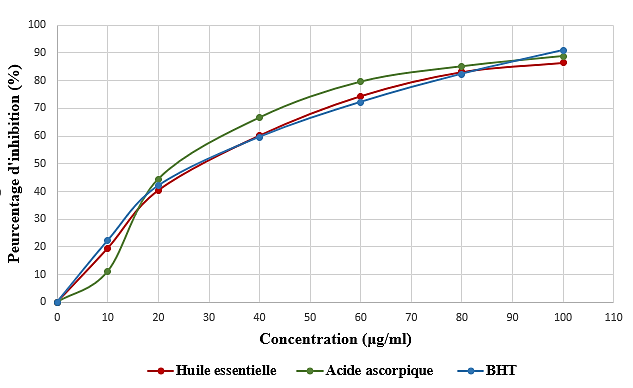 100
90
80
70
60
50
40
30
20
10
0
Peurcentage d'inhibition (%)
0 10 20 30 40 50 60 70 80 90 100 110
Concentration (µg/ml)
Huile essentielle Acide ascorpique BHT